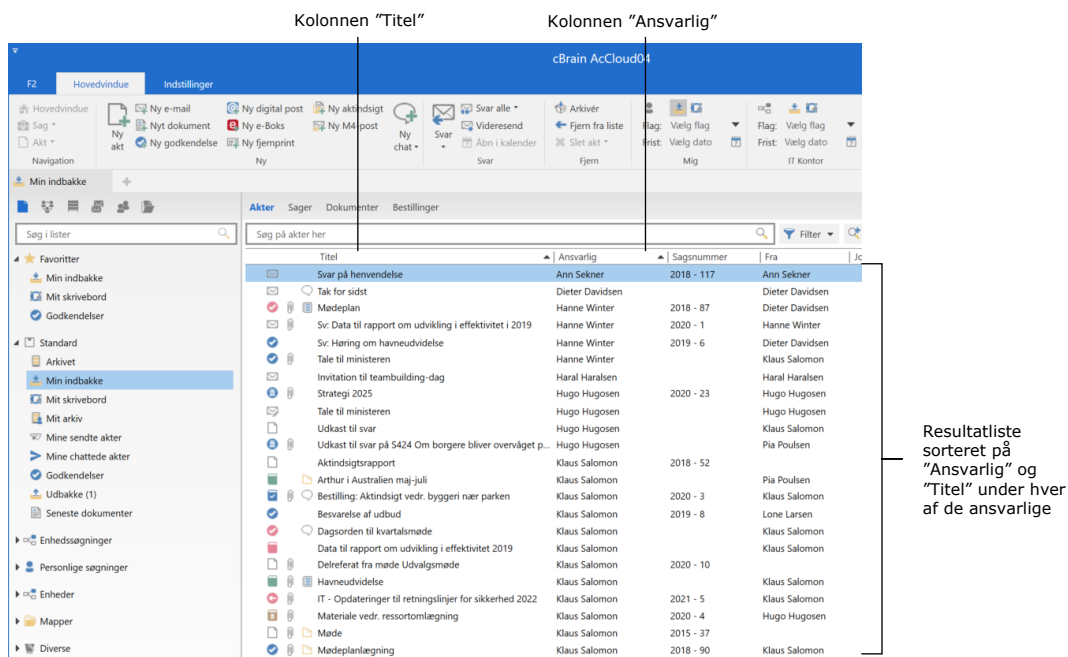 Kolonnen ”Titel” Kolonnen ”Ansvarlig”
cBrain AcCloud04
F2 Hovedvindue Indstillinger
Hovedvindue Ny e-mail Ny digital post Ny aktindsigt Svar alle Arkivér
Sag Nyt dokument Ny e-Boks Ny M4-post Videresend Fjern fra liste Flag: Vælg flag Flag: Vælg flag
Akt Ny akt Ny godkendelse Ny fjernprint Ny chat Svar Åbn i kalender Slet akt Frist: Vælg dato Frist: Vælg dato
Navigation Ny Svar Fjern Mig IT Kontor
Min indbakke
Akter Sager Dokumenter Bestillinger
Søg i lister Søg på akter her Filter
Titel Ansvarlig Sagsnummer Fra Jo
Favoritter
Min indbakke
Mit skrivebord
Godkendelser
Standard
Arkivet
Min indbakke
Mit skrivebord
Mit arkiv
Mine sendte akter
Mine chattede akter
Godkendelser
Udbakke (1)
Seneste dokumenter
Enhedssøgninger
Personlige søgninger
Enheder
Mapper
Diverse
Svar på henvendelse Ann Sekner 2018 - 117 Ann Sekner
Tak for sidst Dieter Davidsen Dieter Davidsen
Mødeplan Hanne Winter 2018 - 87 Dieter Davidsen
Sv: Data til rapport om udvikling i effektivitet i 2019 Hanne Winter 2020 - 1 Hanne Winter
Sv: Høring om havneudvidelse Hanne Winter 2019 - 6 Dieter Davidsen
Tale til ministeren Hanne Winter Klaus Salomon
Invitation til teambuilding-dag Haral Haralsen Haral Haralsen
Strategi 2025 Hugo Hugosen 2020 - 23 Hugo Hugosen
Tale til ministeren Hugo Hugosen Hugo Hugosen
Udkast til svar Hugo Hugosen Klaus Salomon
Udkast til svar på S424 Om borgere bliver overvåget p... Hugo Hugosen Pia Poulsen
Aktindsigtsrapport Klaus Salomon 2018 - 52
Arthur i Australien maj-juli Klaus Salomon Pia Poulsen
Bestilling: Aktindsigt vedr. byggeri nær parken Klaus Salomon 2020 - 3 Klaus Salomon
Besvarelse af udbud Klaus Salomon 2019 - 8 Lone Larsen
Dagsorden til kvartalsmøde Klaus Salomon Klaus Salomon
Data til rapport om udvikling i effektivitet 2019 Klaus Salomon Klaus Salomon
Delreferat fra møde Udvalgsmøde Klaus Salomon 2020 - 10
Havneudvidelse Klaus Salomon Klaus Salomon
IT - Opdateringer til retningslinjer for sikkerhed 2022 Klaus Salomon 2021 - 5 Klaus Salomon
Materiale vedr. ressortomlægning Klaus Salomon 2020 - 4 Hugo Hugosen
Møde Klaus Salomon 2015 - 37
Mødeplanlægning Klaus Salomon 2018 - 90 Klaus Salomon
Resultatliste
sorteret på
”Ansvarlig” og
”Titel” under hver
af de ansvarlige